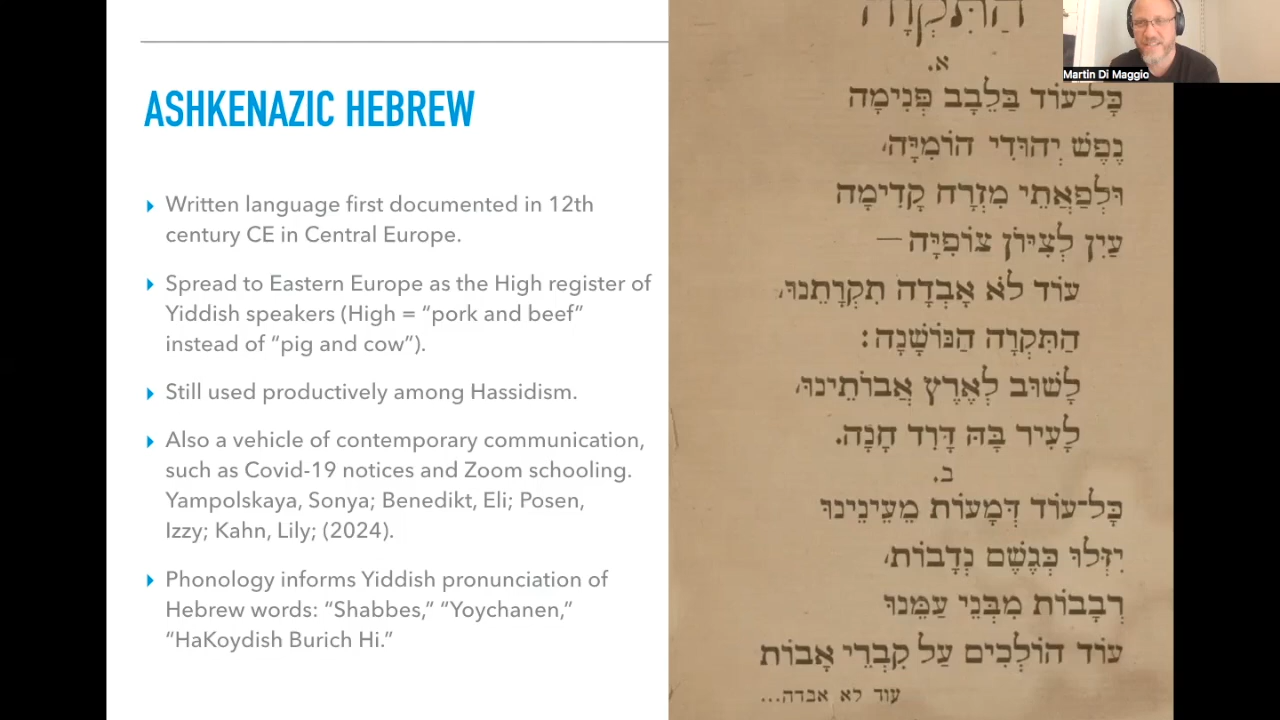 ASHKENAZIC HEBREW
Written language first documented in 12th
century CE in Central Europe.
Spread to Eastern Europe as the High register of
Yiddish speakers (High = “pork and beef”
instead of “pig and cow”).
Still used productively among Hassidism.
Also a vehicle of contemporary communication,
such as Covid-19 notices and Zoom schooling.
Yampolskaya, Sonya; Benedikt, Eli; Posen,
Izzy; Kahn, Lily; (2024).
Phonology informs Yiddish pronunciation of
Hebrew words: “Shabbes,” “Yoychanen,”
“HaKoydish Burich Hi.”
הַתִּקְוָה
א.
כָּל־עוֹד בַּלֵבָב פְּנִימָה
נֶפֶשׁ יְהוּדִי הוֹמִיָּה,
וּלְפַאֲתֵי מִזְרָח קָדִימָה
עַיִן לְצִיּוֹן צוֹפִיָּה —
עוֹד לֹא אָבְדָה תִקְוָתֵנוּ,
הַתִּקְוָה הַנּוֹשָׁנָה:
לָשׁוּב לְאֶרֶץ אֲבוֹתֵינוּ,
לָעִיר בָּהּ דָּוִד חָנָה.
ב.
כָּל־עוֹד דְּמָעוֹת מֵעֵינֵינוּ
יִזְּלוּ כְּגֶשֶׁם נְדָבוֹת,
רְבָבוֹת מִבְּנֵי עַמֵּנוּ
עוֹד הוֹלְכִים עַל קִבְרֵי אָבוֹת
עוד לא אבדה...
Martin Di Maggio